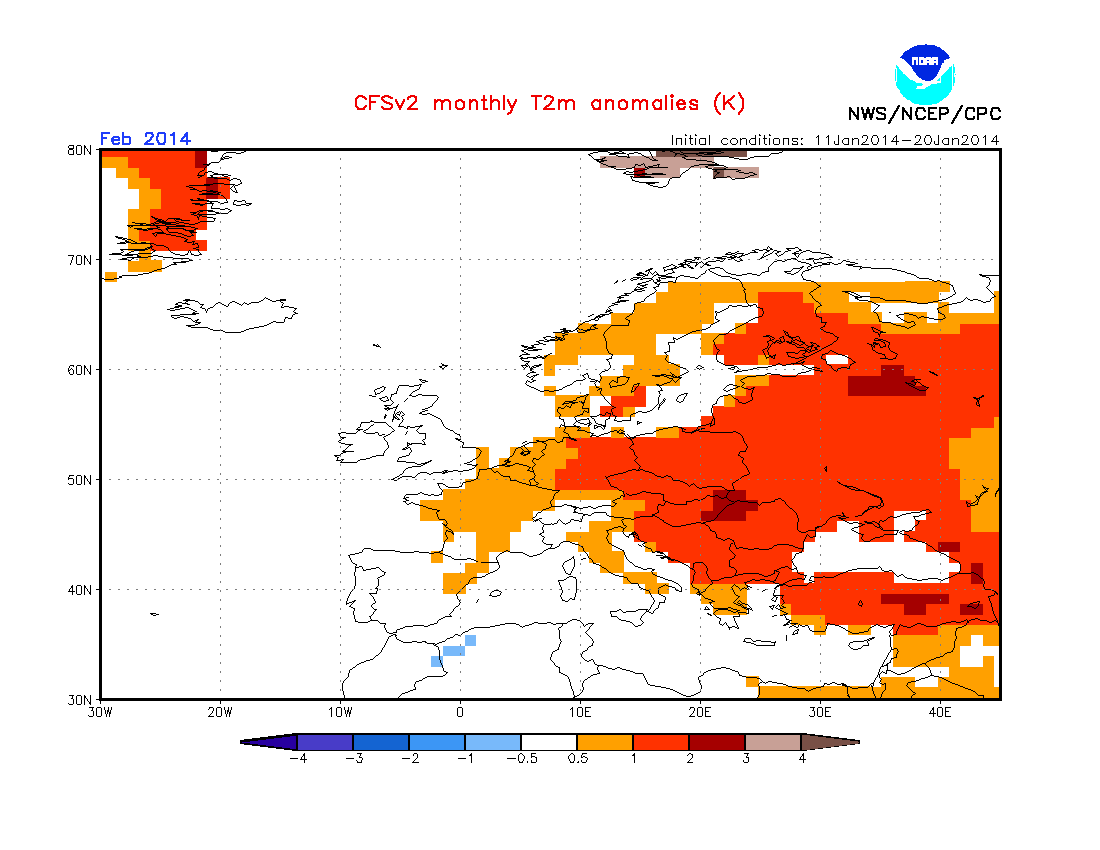 NOAA
CFSv2 monthly T2m anomalies (K)
NWS/NCEP/CPC
Feb 2014
Initial conditions: 11Jan2014-20Jan2014
80N
70N
60N
50N
40N
30N
30W 20W 10W 0 10E 20E 30E 40E
-4 -3 -2 -1 -0.5 0.5 1 2 3 4